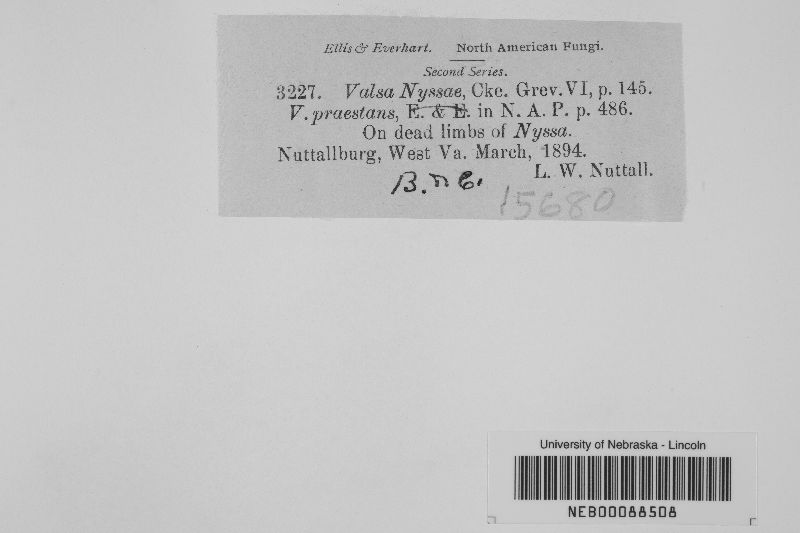 Ellis & Everhart. North American Fungi.
Second Series.
3227. Valsa Nyssae, Cke. Grev. VI, p. 145.
V. praestans, E. & E. in N. A. P. p. 486.
On dead limbs of Nyssa.
Nuttallburg, West Va. March, 1894.
L. W. Nuttall.
15680
University of Nebraska - Lincoln
NEB00088508